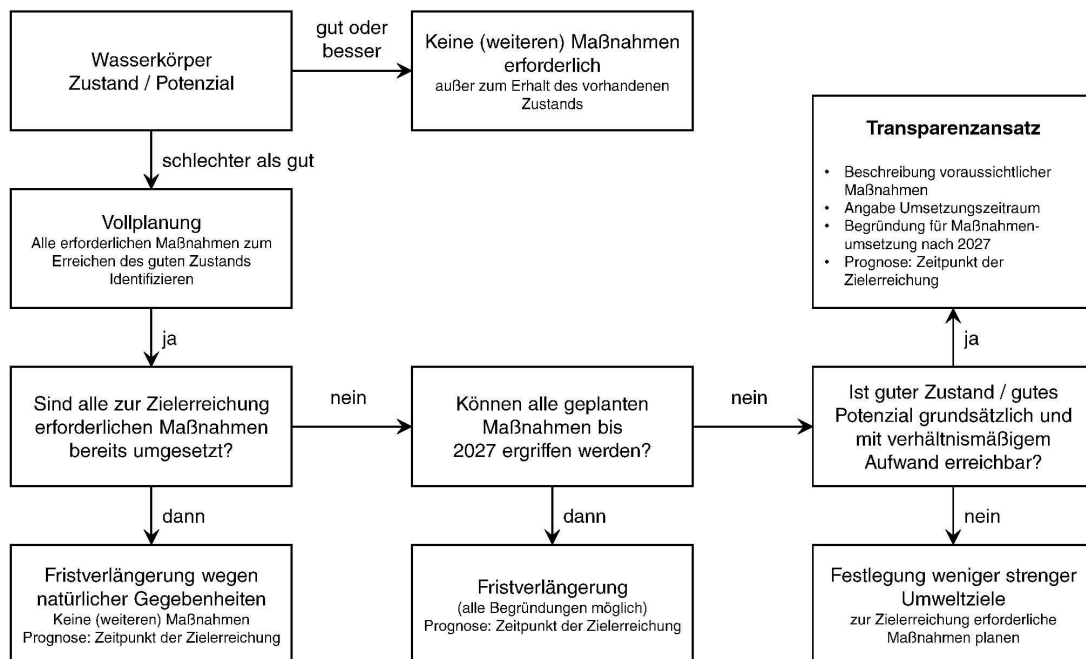 Wasserkörper
Zustand / Potenzial
gut oder
besser
Keine (weiteren) Maßnahmen
erforderlich
außer zum Erhalt des vorhandenen
Zustands
schlechter als gut
Vollplanung
Alle erforderlichen Maßnahmen zum
Erreichen des guten Zustands
Identifizieren
Transparenzansatz
• Beschreibung voraussichtlicher
Maßnahmen
• Angabe Umsetzungszeitraum
• Begründung für Maßnahmen-
umsetzung nach 2027
• Prognose: Zeitpunkt der
Zielerreichung
ja
ja
Sind alle zur Zielerreichung
erforderlichen Maßnahmen
bereits umgesetzt?
nein
Können alle geplanten
Maßnahmen bis
2027 ergriffen werden?
nein
Ist guter Zustand / gutes
Potenzial grundsätzlich und
mit verhältnismäßigem
Aufwand erreichbar?
dann
dann
nein
Fristverlängerung wegen
natürlicher Gegebenheiten
Keine (weiteren) Maßnahmen
Prognose: Zeitpunkt der Zielerreichung
Fristverlängerung
(alle Begründungen möglich)
Prognose: Zeitpunkt der Zielerreichung
Festlegung weniger strenger
Umweltziele
zur Zielerreichung erforderliche
Maßnahmen planen